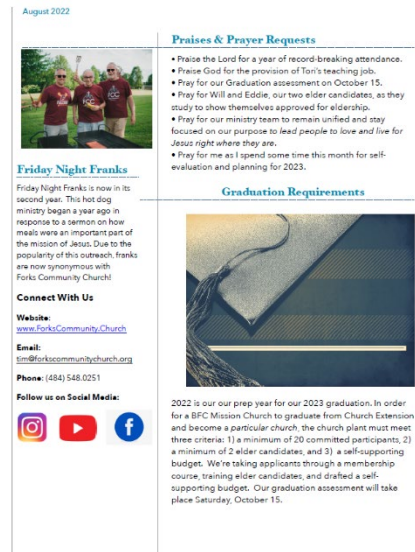 August 2022
Praises & Prayer Requests
• Praise the Lord for a year of record-breaking attendance.
• Praise God for the provision of Tori's teaching job.
• Pray for our Graduation assessment on October 15.
• Pray for Will and Eddie, our two elder candidates, as they
study to show themselves approved for eldership.
• Pray for our ministry team to remain unified and stay
focused on our purpose to lead people to love and live for
Jesus right where they are.
• Pray for me as I spend some time this month for self-
evaluation and planning for 2023.
Friday Night Franks
Friday Night Franks is now in its
second year. This hot dog
ministry began a year ago in
response to a sermon on how
meals were an important part of
the mission of Jesus. Due to the
popularity of this outreach, franks
are now synonymous with
Forks Community Church!
Connect With Us
Website:
www.ForksCommunity.Church
Email:
tim@forkscommunitychurch.org
Phone: (484) 548.0251
Follow us on Social Media:
Graduation Requirements
2022 is our our prep year for our 2023 graduation. In order
for a BFC Mission Church to graduate from Church Extension
and become a particular church, the church plant must meet
three criteria: 1) a minimum of 20 committed participants, 2)
a minimum of 2 elder candidates, and 3) a self-supporting
budget. We're taking applicants through a membership
course, training elder candidates, and drafted a self-
supporting budget. Our graduation assessment will take
place Saturday, October 15.